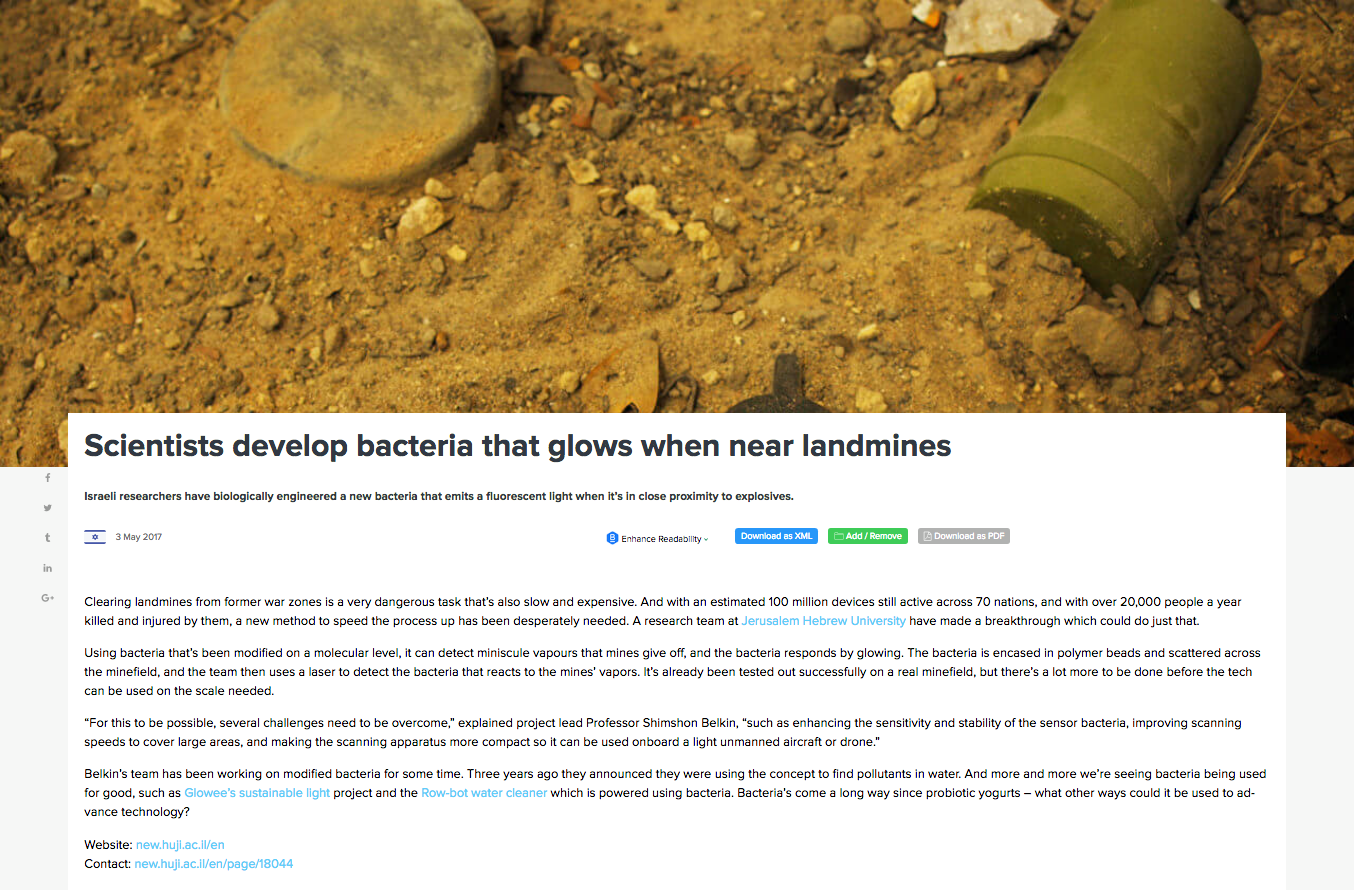 Scientists develop bacteria that glows when near landmines
Israeli researchers have biologically engineered a new bacteria that emits a fluorescent light when it's in close proximity to explosives.
3 May 2017
Enhance Readability
Download as XML
Add / Remove
Download as PDF
Clearing landmines from former war zones is a very dangerous task that's also slow and expensive. And with an estimated 100 million devices still active across 70 nations, and with over 20,000 people a year
killed and injured by them, a new method to speed the process up has been desperately needed. A research team at Jerusalem Hebrew University have made a breakthrough which could do just that.
Using bacteria that's been modified on a molecular level, it can detect miniscule vapours that mines give off, and the bacteria responds by glowing. The bacteria is encased in polymer beads and scattered across
the minefield, and the team then uses a laser to detect the bacteria that reacts to the mines' vapors. It's already been tested out successfully on a real minefield, but there's a lot more to be done before the tech
can be used on the scale needed.
“For this to be possible, several challenges need to be overcome,” explained project lead Professor Shimshon Belkin, “such as enhancing the sensitivity and stability of the sensor bacteria, improving scanning
speeds to cover large areas, and making the scanning apparatus more compact so it can be used onboard a light unmanned aircraft or drone.”
Belkin's team has been working on modified bacteria for some time. Three years ago they announced they were using the concept to find pollutants in water. And more and more we're seeing bacteria being used
for good, such as Glowee's sustainable light project and the Row-bot water cleaner which is powered using bacteria. Bacteria's come a long way since probiotic yogurts – what other ways could it be used to ad-
vance technology?
Website: new.huji.ac.il/en
Contact: new.huji.ac.il/en/page/18044